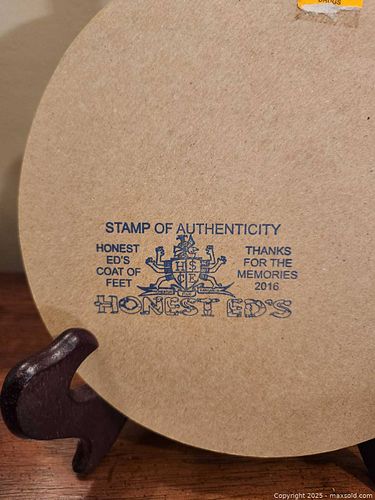 DRUGS
STAMP OF AUTHENTICITY
HONEST
ED'S
COAT OF
FEET
H $
C E
THANKS
FOR THE
MEMORIES
2016
HONEST ED'S
Copyright 2025 - maxsold.com